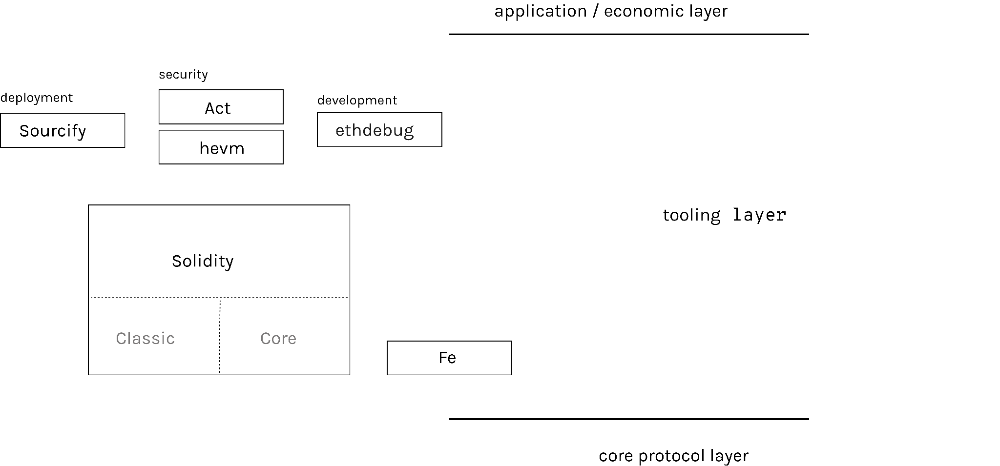 application / economic layer
security
deployment
development
Act
Sourcify
ethdebug
hevm
tooling layer
Solidity
Classic
Core
Fe
core protocol layer